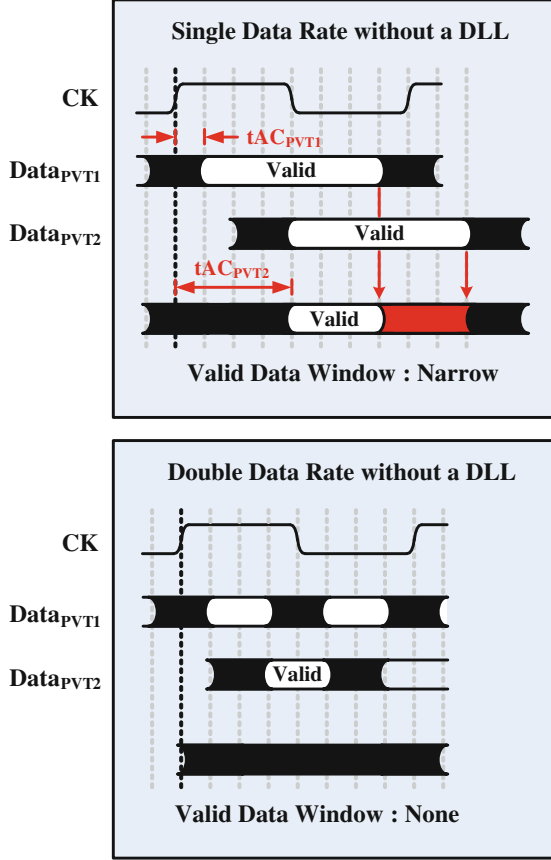 Single Data Rate without a DLL
CK
tAC_PVT1
Data_PVT1
Valid
Data_PVT2
Valid
tAC_PVT2
Valid
Valid Data Window : Narrow
Double Data Rate without a DLL
CK
Data_PVT1
Data_PVT2
Valid
Valid Data Window : None